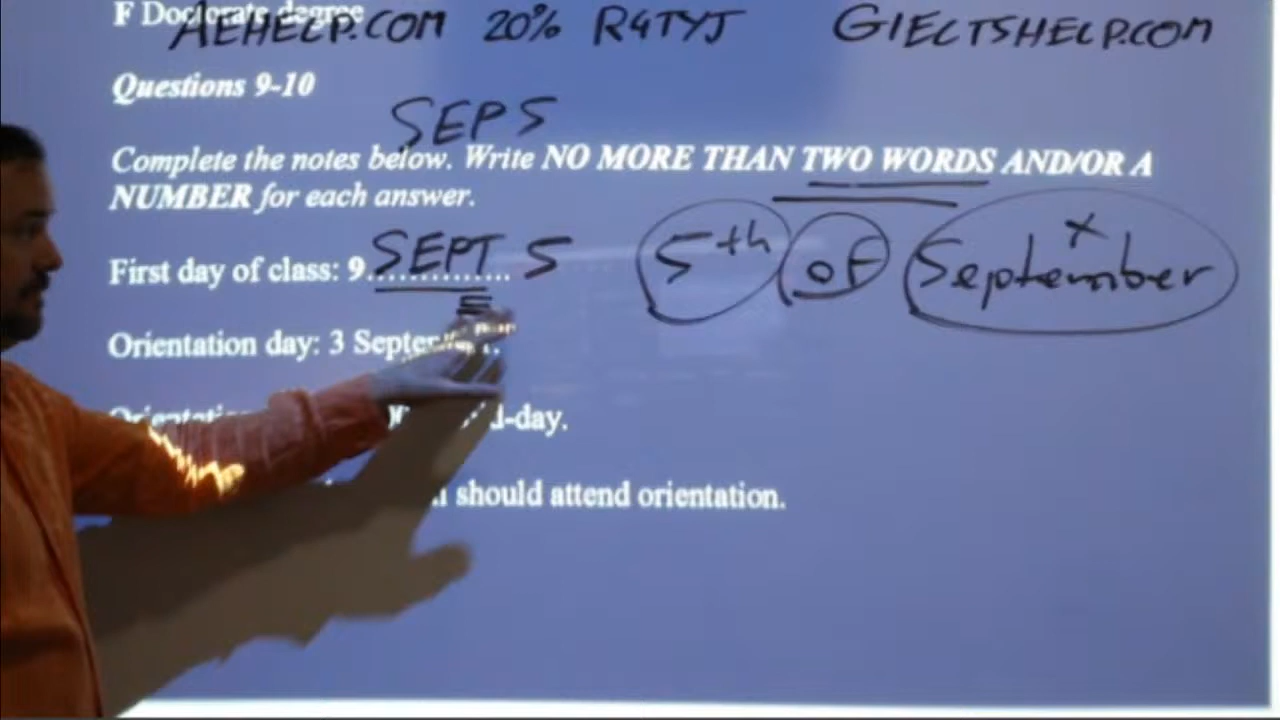 F Doctorate degree
AEHELP.COM 20% R4TYJ GIELTSHELP.COM
Questions 9-10
SEP 5
Complete the notes below. Write NO MORE THAN TWO WORDS AND/OR A
NUMBER for each answer.
First day of class: 9............... SEPT 5 5th of September x
Orientation day: 3 September.
-day.
should attend orientation.